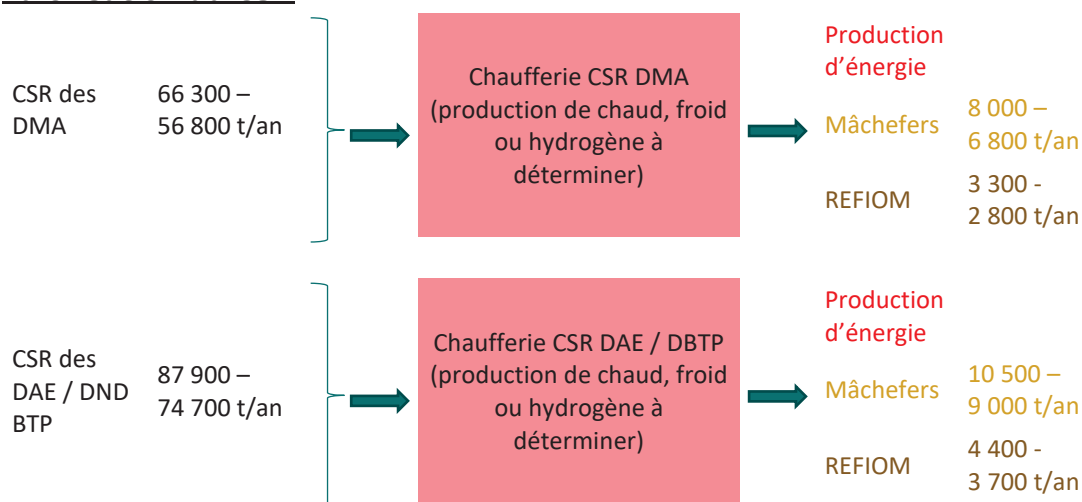 CSR des
DMA
66 300 –
56 800 t/an
Chaufferie CSR DMA
(production de chaud, froid
ou hydrogène à
déterminer)
Production
d’énergie
Mâchefers
8 000 –
6 800 t/an
REFIOM
3 300 -
2 800 t/an
CSR des
DAE / DND
BTP
87 900 –
74 700 t/an
Chaufferie CSR DAE / DBTP
(production de chaud, froid
ou hydrogène à
déterminer)
Production
d’énergie
Mâchefers
10 500 –
9 000 t/an
REFIOM
4 400 -
3 700 t/an